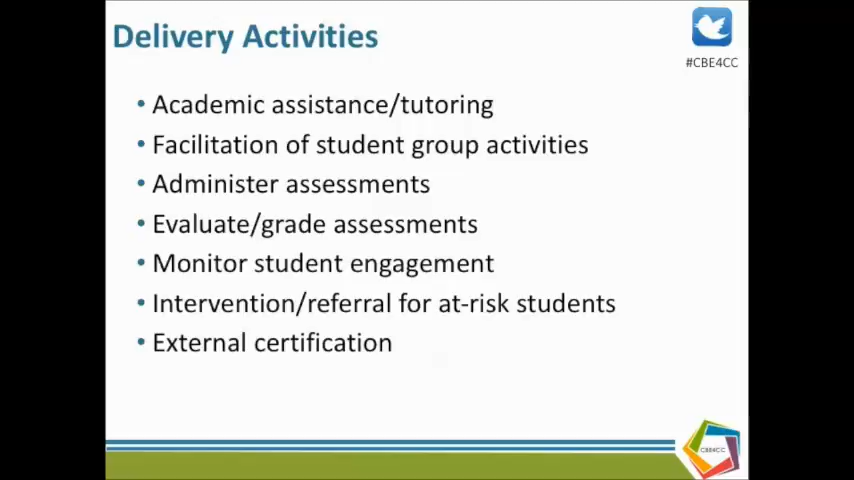 Delivery Activities
#CBE4CC
• Academic assistance/tutoring
• Facilitation of student group activities
• Administer assessments
• Evaluate/grade assessments
• Monitor student engagement
• Intervention/referral for at-risk students
• External certification
CBE4CC